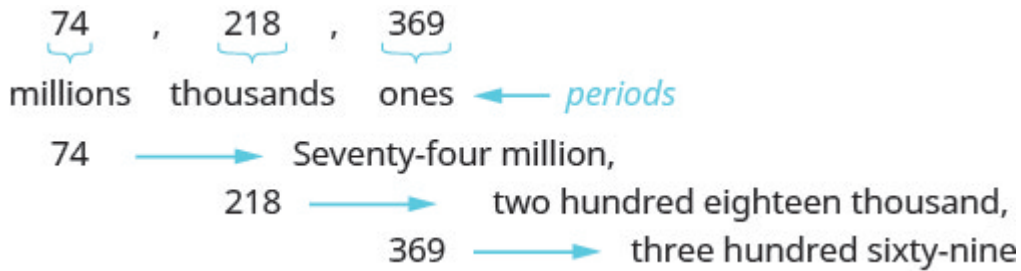 74 , 218 , 369
millions thousands ones periods
74 Seventy-four million,
218 two hundred eighteen thousand,
369 three hundred sixty-nine